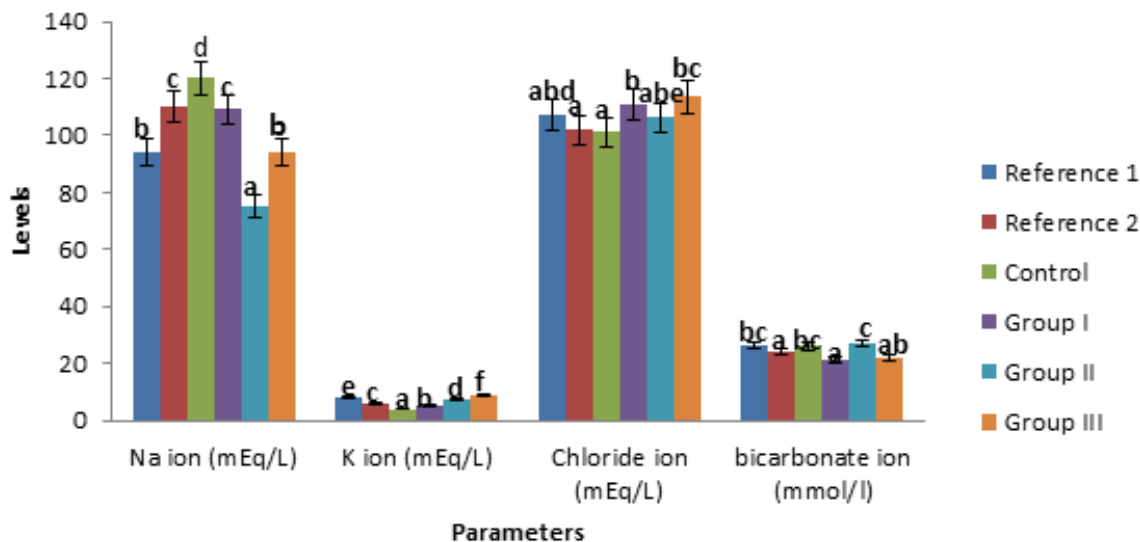 140
120
100
80
60
40
20
0
Levels
b c d c a b
e c a b d f
abd a a b abe bc
bc a bc a c ab
Na ion (mEq/L)
K ion (mEq/L)
Chloride ion
(mEq/L)
bicarbonate ion
(mmol/l)
Parameters
Reference 1
Reference 2
Control
Group I
Group II
Group III